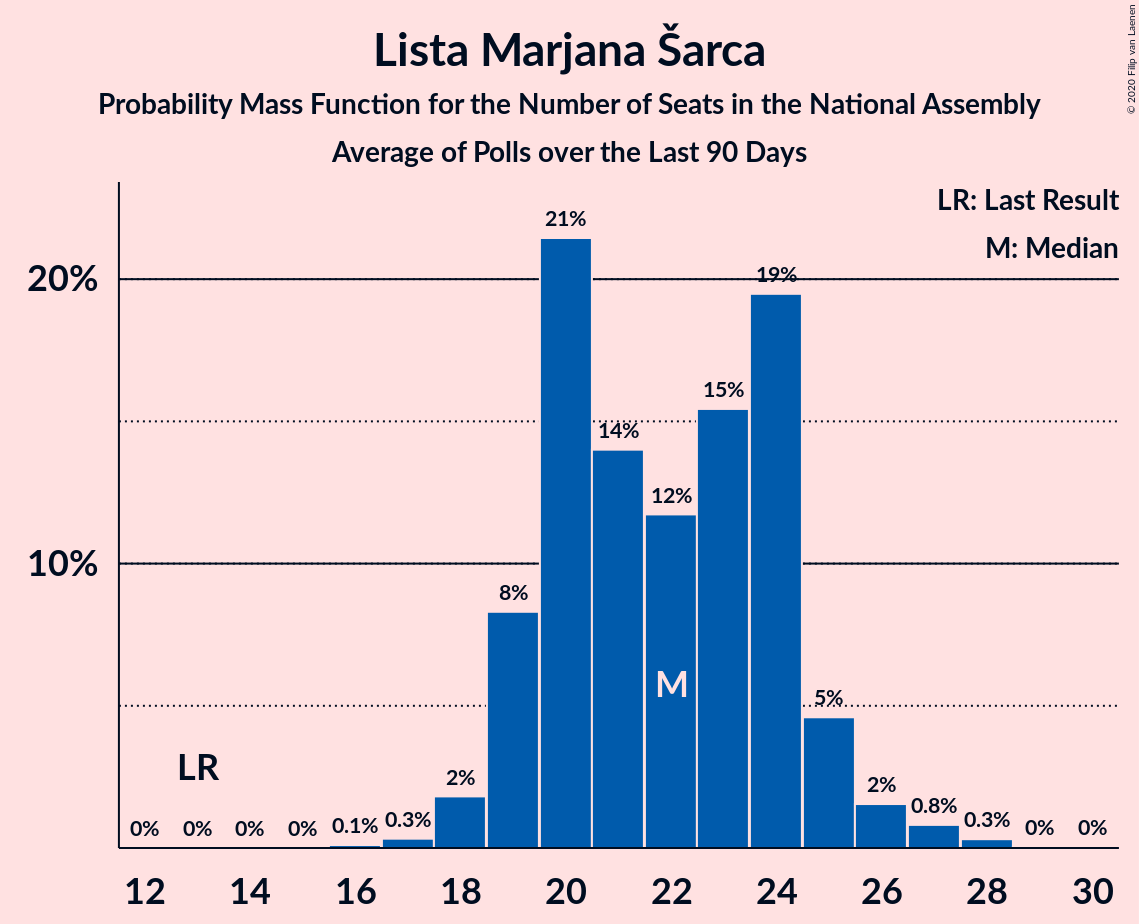 Lista Marjana Šarca
Probability Mass Function for the Number of Seats in the National Assembly
Average of Polls over the Last 90 Days
© 2020 Filip van Laenen
LR: Last Result
M: Median
20%
10%
0%
0%
0%
0%
0.1%
0.3%
2%
8%
21%
14%
12%
15%
19%
5%
2%
0.8%
0.3%
0%
0%
LR
M
12 14 16 18 20 22 24 26 28 30